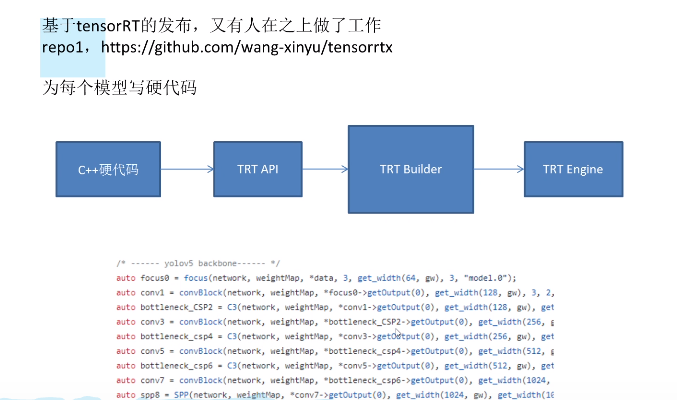 基于tensorRT的发布，又有人在之上做了工作
repo1，https://github.com/wang-xinyu/tensorrtx
为每个模型写硬代码
C++硬代码
TRT API
TRT Builder
TRT Engine
/* ------ yolov5 backbone------ */
auto focus0 = focus(network, weightMap, *data, 3, get_width(64, gw), 3, "model.0");
auto conv1 = convBlock(network, weightMap, *focus0->getOutput(0), get_width(128, gw), 3, 2,
auto bottleneck_CSP2 = C3(network, weightMap, *conv1->getOutput(0), get_width(128, gw), get
auto conv3 = convBlock(network, weightMap, *bottleneck_CSP2->getOutput(0), get_width(256, g
auto bottleneck_csp4 = C3(network, weightMap, *conv3->getOutput(0), get_width(256, gw), get
auto conv5 = convBlock(network, weightMap, *bottleneck_csp4->getOutput(0), get_width(512, g
auto bottleneck_csp6 = C3(network, weightMap, *conv5->getOutput(0), get_width(512, gw), get
auto conv7 = convBlock(network, weightMap, *bottleneck_csp6->getOutput(0), get_width(1024,
auto spp8 = SPP(network, weightMap, *conv7->getOutput(0), get_width(1024, gw), get_width(10